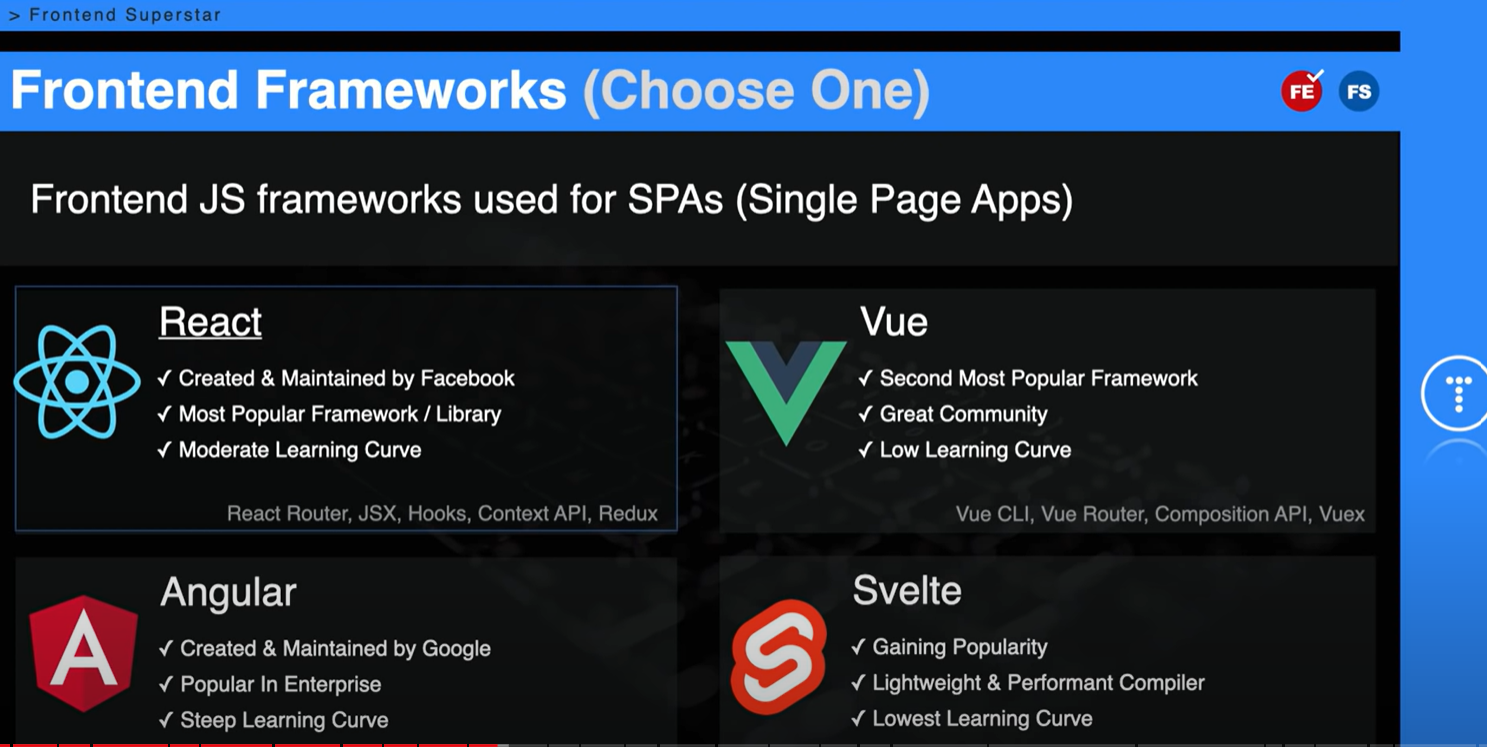 > Frontend Superstar
Frontend Frameworks (Choose One)
FE
FS
Frontend JS frameworks used for SPAs (Single Page Apps)
React
✓ Created & Maintained by Facebook
✓ Most Popular Framework / Library
✓ Moderate Learning Curve
React Router, JSX, Hooks, Context API, Redux
Vue
✓ Second Most Popular Framework
✓ Great Community
✓ Low Learning Curve
Vue CLI, Vue Router, Composition API, Vuex
Angular
✓ Created & Maintained by Google
✓ Popular In Enterprise
✓ Steep Learning Curve
Svelte
✓ Gaining Popularity
✓ Lightweight & Performant Compiler
✓ Lowest Learning Curve